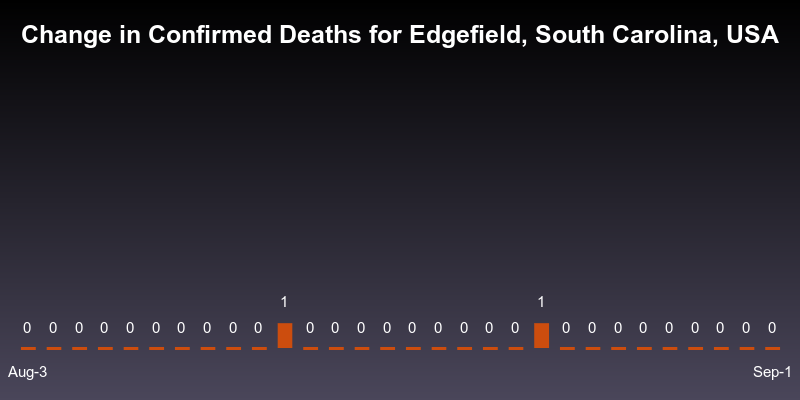 Change in Confirmed Deaths for Edgefield, South Carolina, USA
1 1
0 0 0 0 0 0 0 0 0 0 0 0 0 0 0 0 0 0 0 0 0 0 0 0 0 0 0 0
Aug-3 Sep-1